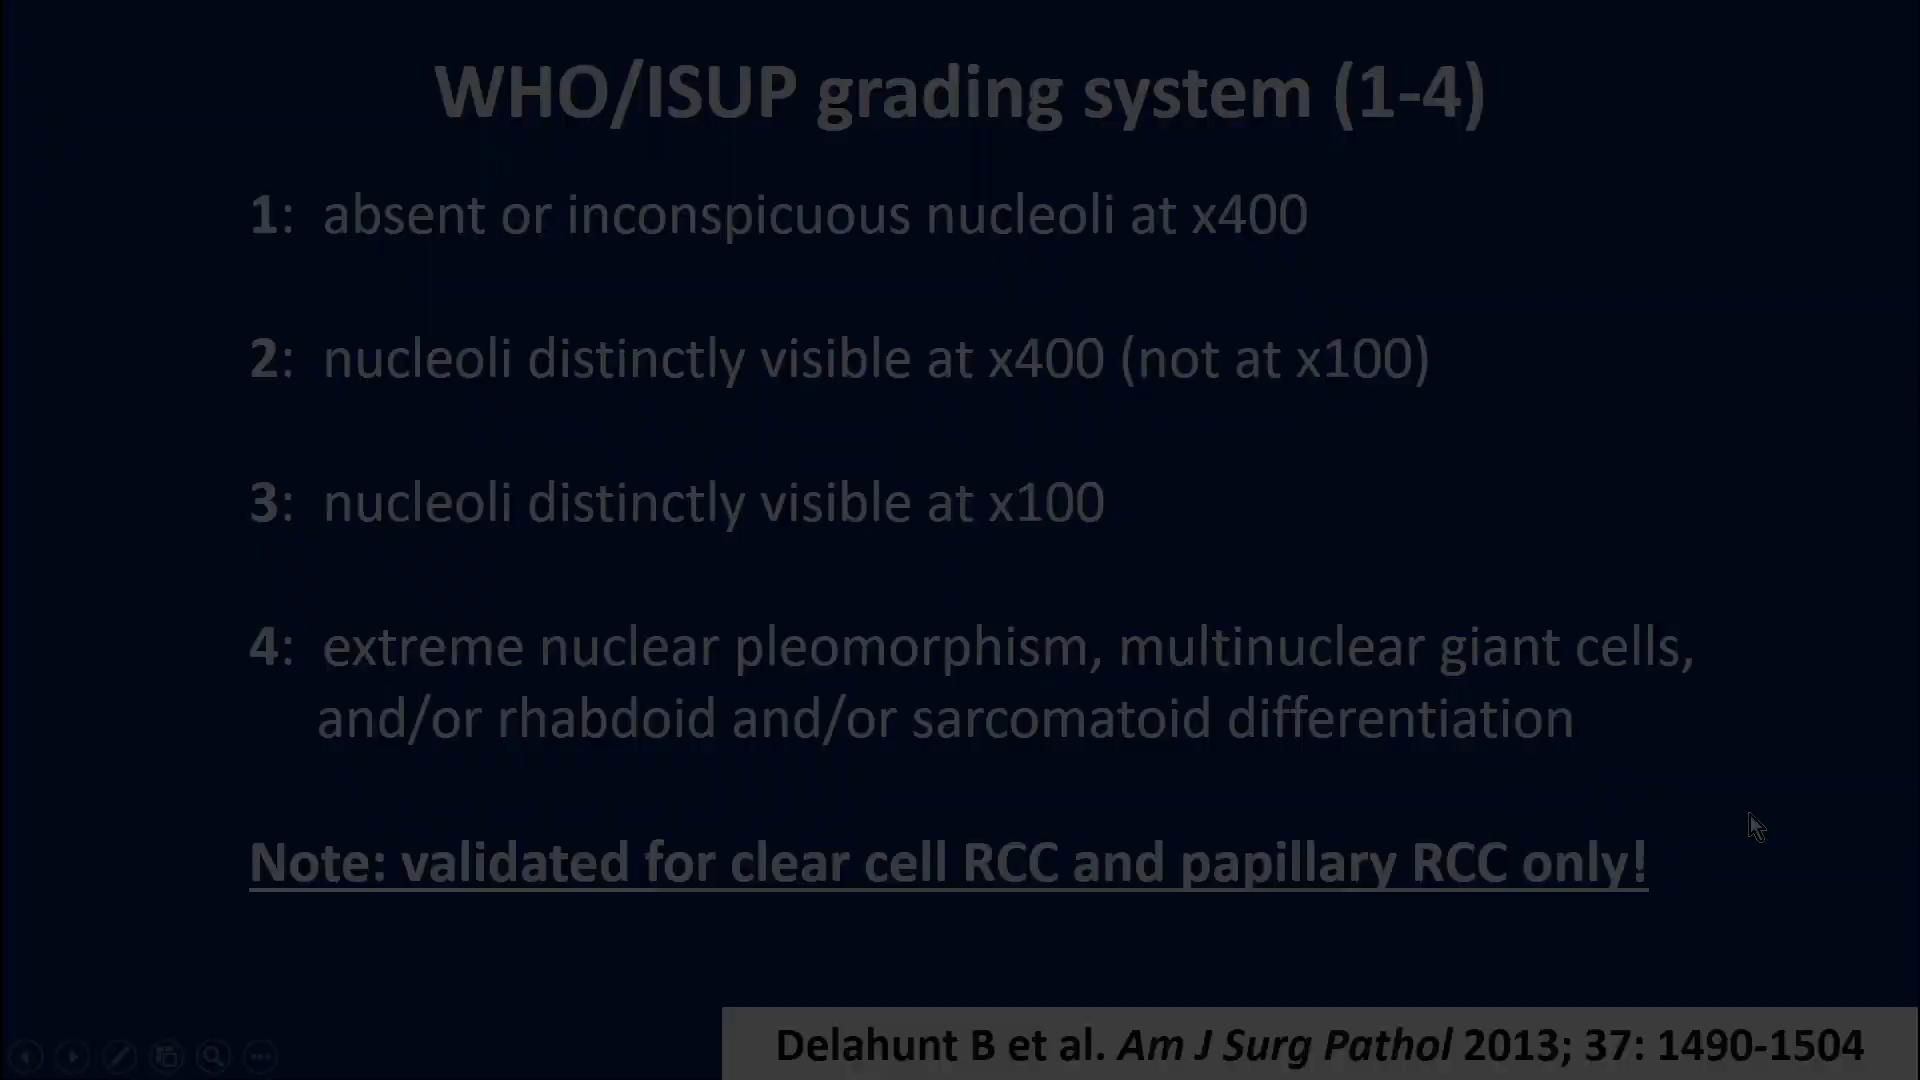 WHO/ISUP grading system (1-4)
1: absent or inconspicuous nucleoli at x400
2: nucleoli distinctly visible at x400 (not at x100)
3: nucleoli distinctly visible at x100
4: extreme nuclear pleomorphism, multinuclear giant cells,
and/or rhabdoid and/or sarcomatoid differentiation
Note: validated for clear cell RCC and papillary RCC only!
Delahunt B et al. Am J Surg Pathol 2013; 37: 1490-1504